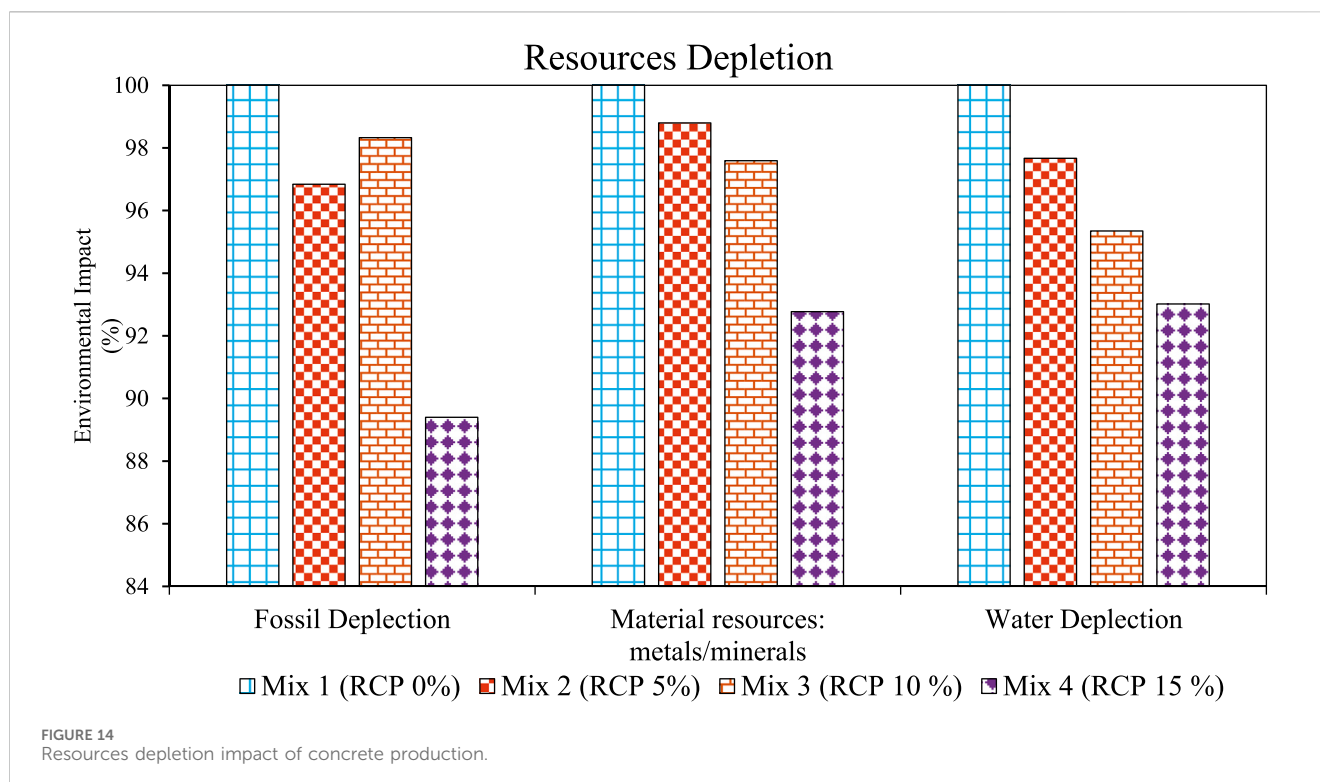 Resources Depletion
100
98
96
94
92
90
88
86
84
Environmental Impact
(%)
Fossil Deplection
Material resources:
metals/minerals
Water Deplection
Mix 1 (RCP 0%) Mix 2 (RCP 5%) Mix 3 (RCP 10 %) Mix 4 (RCP 15 %)
FIGURE 14
Resources depletion impact of concrete production.